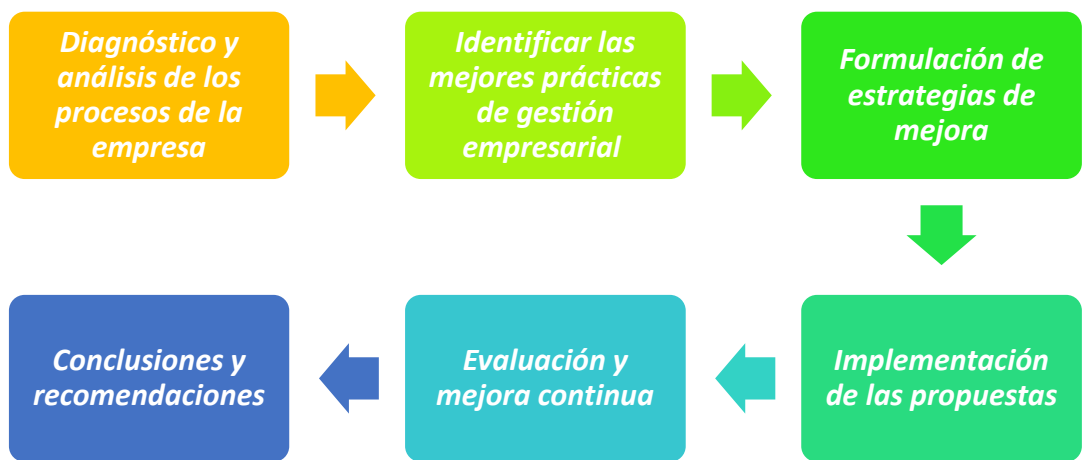 Diagnóstico y
análisis de los
procesos de la
empresa
Identificar las
mejores prácticas
de gestión
empresarial
Formulación de
estrategias de
mejora
Implementación
de las propuestas
Evaluación y
mejora continua
Conclusiones y
recomendaciones